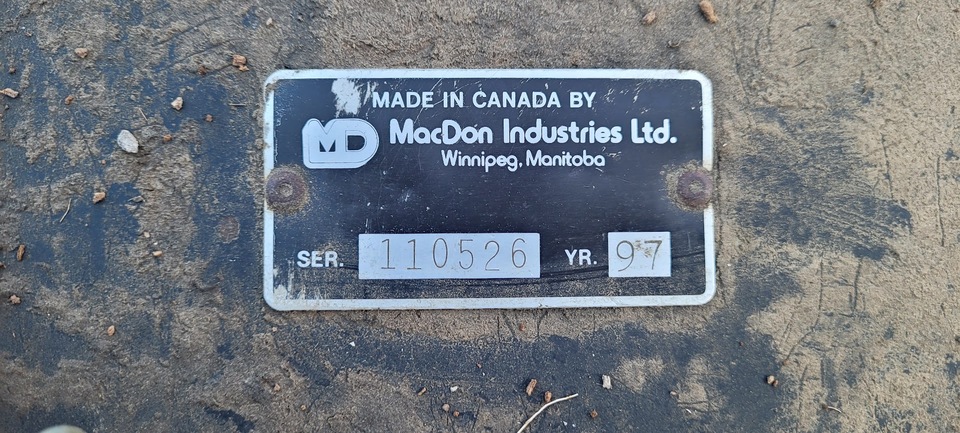 MADE IN CANADA BY
MD MacDon Industries Ltd.
Winnipeg, Manitoba
SER. 110526 YR. 97